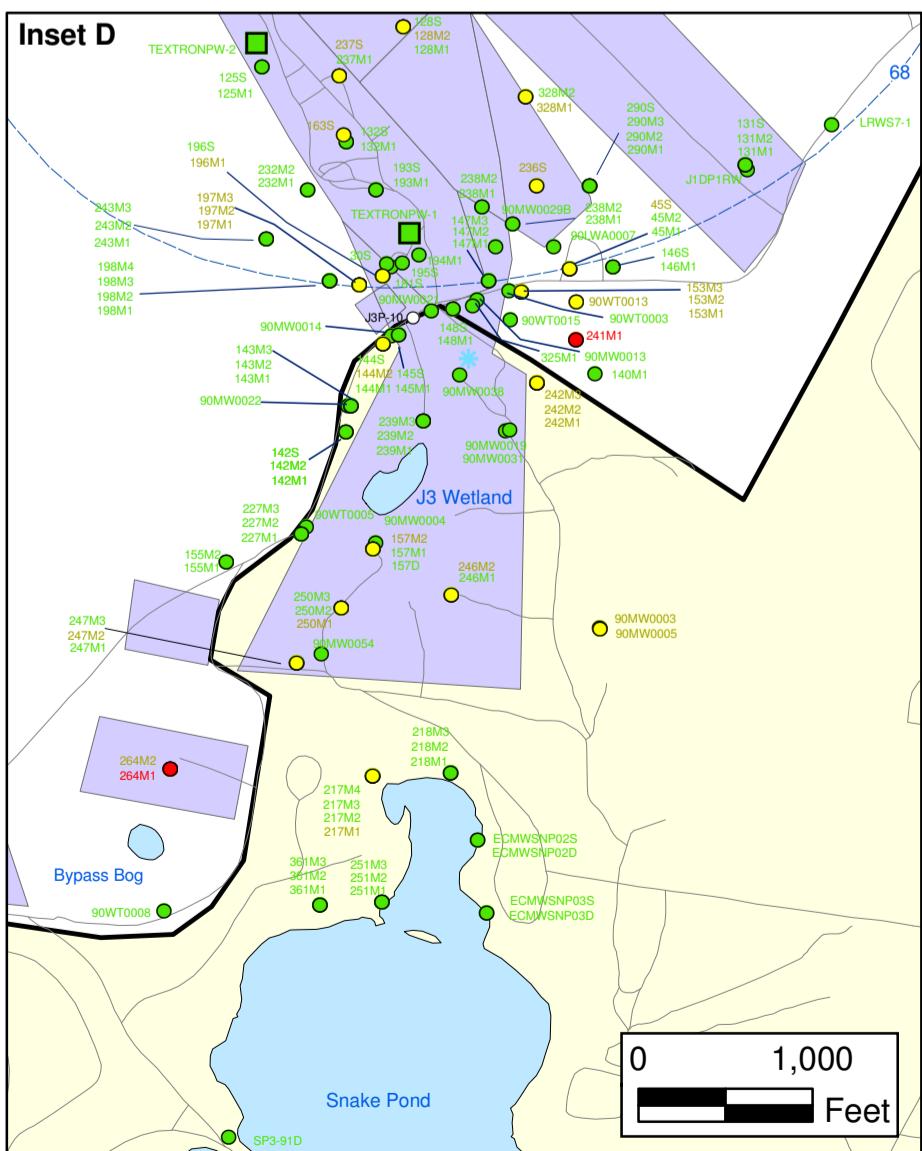 Inset D
TEXTRONPW-2
125S
125M1
237S
237M1
128S
128M2
128M1
68
328M2
328M1
290S
290M3
290M2
290M1
131S
131M2
131M1
J1DP1RW
LRWS7-1
163S
132S
132M1
196S
196M1
232M2
232M1
193S
193M1
236S
238M2
238M1
90MW0029B
238M2
238M1
45S
45M2
45M1
197M3
197M2
197M1
TEXTRONPW-1
147M3
147M2
147M1
90LWA0007
243M3
243M2
243M1
146S
146M1
30S
194M1
195S
181S
198M4
198M3
198M2
198M1
153M3
153M2
153M1
90MW0021
90WT0013
90WT0003
J3P-10
90MW0014
148S
148M1
90WT0015
241M1
325M1
90MW0013
140M1
143M3
143M2
143M1
144S
144M2
144M1
145S
145M1
90MW0038
242M3
242M2
242M1
90MW0022
239M3
239M2
239M1
90MW0019
90MW0031
142S
142M2
142M1
J3 Wetland
227M3
227M2
227M1
90WT0005
90MW0004
157M2
157M1
157D
155M2
155M1
246M2
246M1
250M3
250M2
250M1
90MW0003
90MW0005
247M3
247M2
247M1
90MW0054
218M3
218M2
218M1
264M2
264M1
217M4
217M3
217M2
217M1
ECMWSNP02S
ECMWSNP02D
Bypass Bog
361M3
361M2
361M1
251M3
251M2
251M1
90WT0008
ECMWSNP03S
ECMWSNP03D
0 1,000
Feet
Snake Pond
SP3-91D